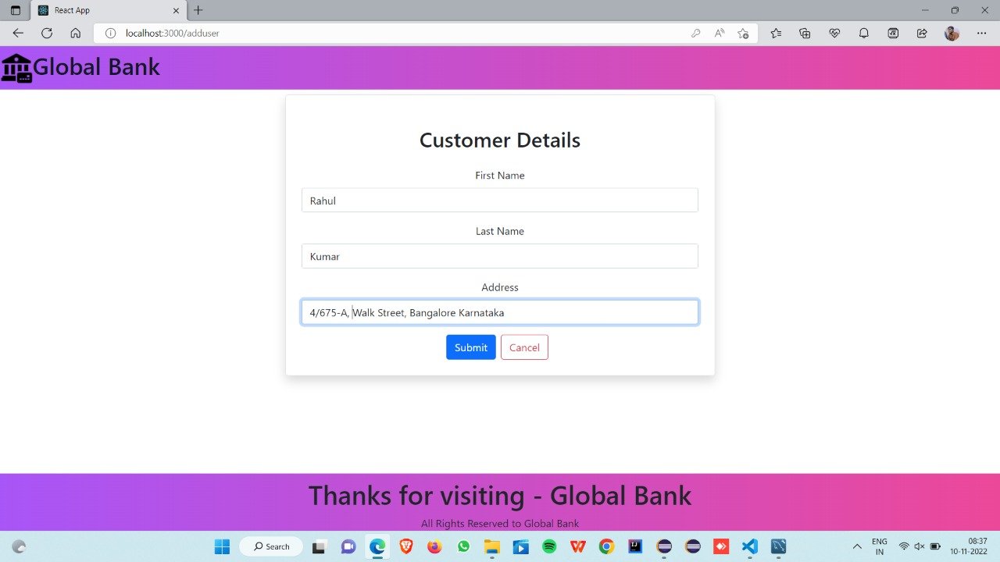 React App
localhost:3000/adduser
Global Bank
Customer Details
First Name
Rahul
Last Name
Kumar
Address
4/675-A, Walk Street, Bangalore Karnataka
Submit Cancel
Thanks for visiting - Global Bank
All Rights Reserved to Global Bank
Search
ENG
IN
08:37
10-11-2022